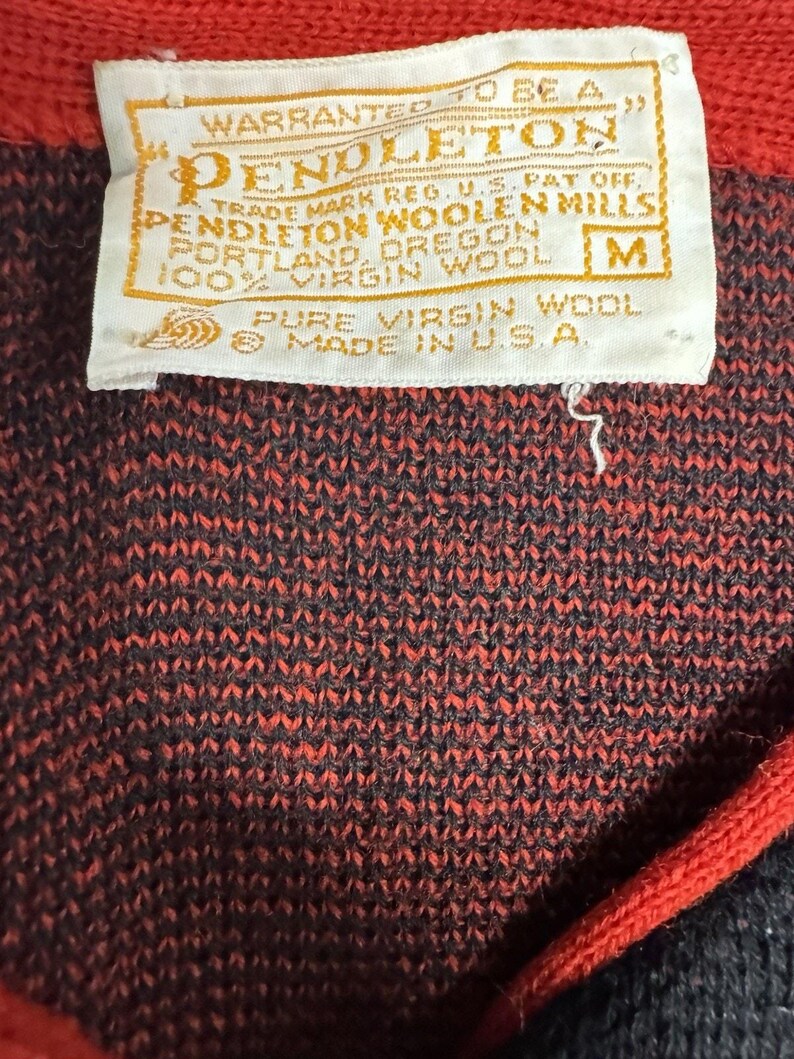 WARRANTED TO BE A
"PENDLETON"
TRADE MARK REG. U.S. PAT. OFF.
PENDLETON WOOLEN MILLS
PORTLAND, OREGON
100% VIRGIN WOOL M
PURE VIRGIN WOOL
® MADE IN U.S.A.